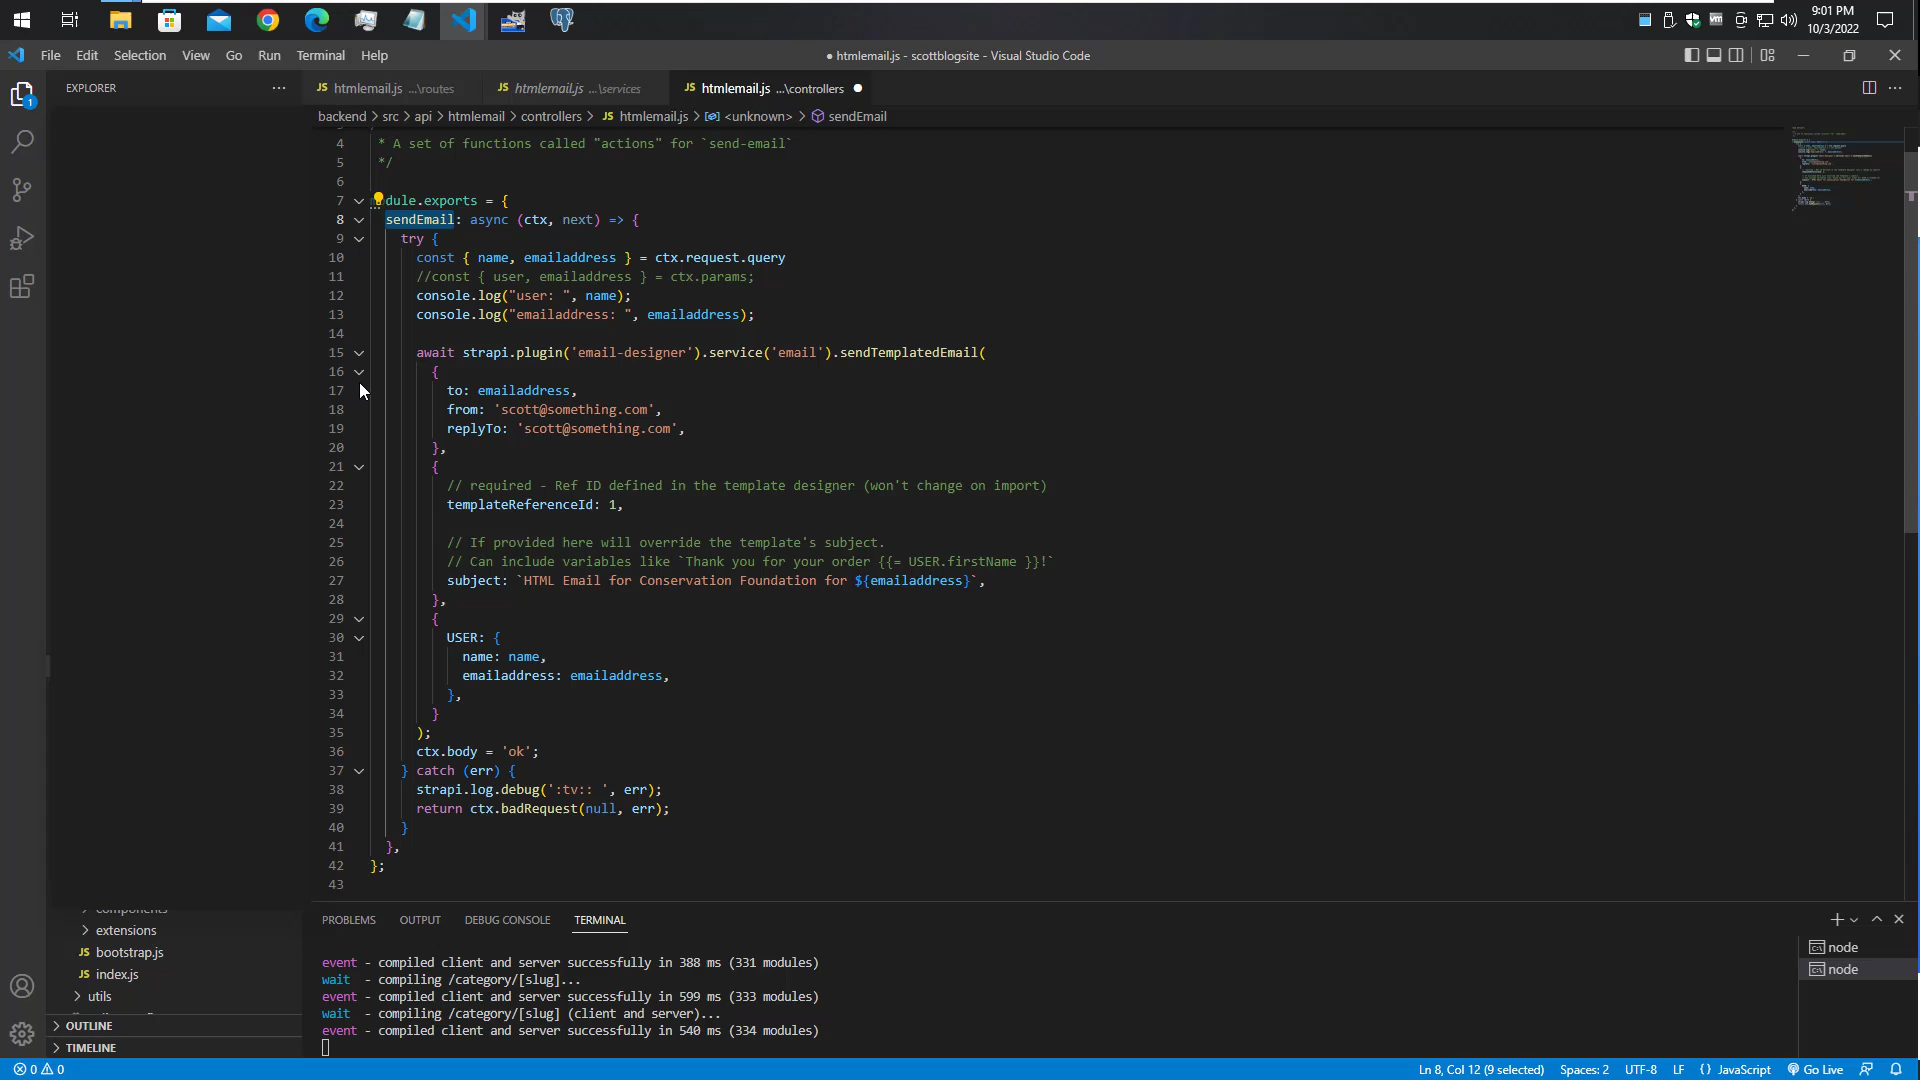 9:01 PM
10/3/2022
File Edit Selection View Go Run Terminal Help
● htmlemail.js - scottblogsite - Visual Studio Code
EXPLORER
1
JS htmlemail.js ...\routes
JS htmlemail.js ...\services
JS htmlemail.js ...\controllers ●
backend > src > api > htmlemail > controllers > JS htmlemail.js > <unknown> > sendEmail
4 * A set of functions called "actions" for `send-email`
5 */
6
7 dule.exports = {
8 sendEmail: async (ctx, next) => {
9 try {
10 const { name, emailaddress } = ctx.request.query
11 //const { user, emailaddress } = ctx.params;
12 console.log("user: ", name);
13 console.log("emailaddress: ", emailaddress);
14
15 await strapi.plugin('email-designer').service('email').sendTemplatedEmail(
16 {
17 to: emailaddress,
18 from: 'scott@something.com',
19 replyTo: 'scott@something.com',
20 },
21 {
22 // required - Ref ID defined in the template designer (won't change on import)
23 templateReferenceId: 1,
24
25 // If provided here will override the template's subject.
26 // Can include variables like `Thank you for your order {{= USER.firstName }}!`
27 subject: `HTML Email for Conservation Foundation for ${emailaddress}`,
28 },
29 {
30 USER: {
31 name: name,
32 emailaddress: emailaddress,
33 },
34 }
35 );
36 ctx.body = 'ok';
37 } catch (err) {
38 strapi.log.debug(':tv:: ', err);
39 return ctx.badRequest(null, err);
40 }
41 },
42 };
43
components
> extensions
JS bootstrap.js
JS index.js
> utils
> OUTLINE
> TIMELINE
PROBLEMS OUTPUT DEBUG CONSOLE TERMINAL
event - compiled client and server successfully in 388 ms (331 modules)
wait - compiling /category/[slug]...
event - compiled client and server successfully in 599 ms (333 modules)
wait - compiling /category/[slug] (client and server)...
event - compiled client and server successfully in 540 ms (334 modules)
node
node
0 0
Ln 8, Col 12 (9 selected) Spaces: 2 UTF-8 LF {} JavaScript Go Live